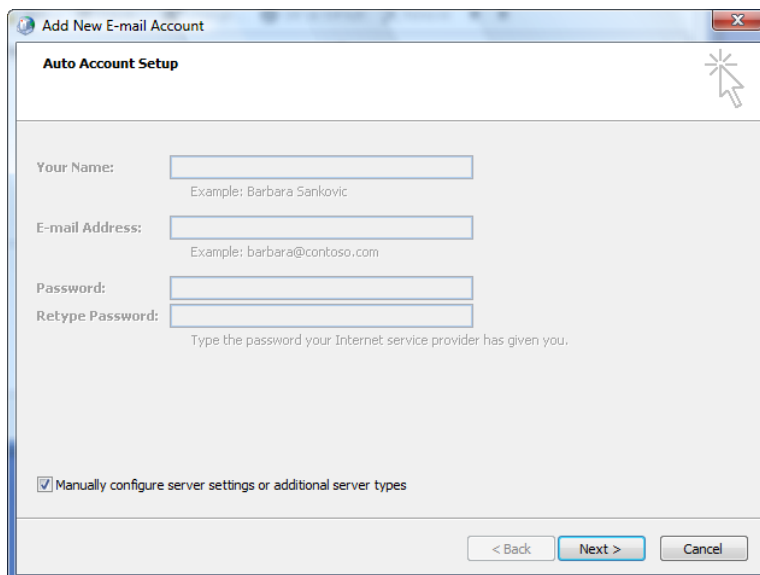 Add New E-mail Account
X
Auto Account Setup
Your Name:
Example: Barbara Sankovic
E-mail Address:
Example: barbara@contoso.com
Password:
Retype Password:
Type the password your Internet service provider has given you.
Manually configure server settings or additional server types
< Back Next > Cancel